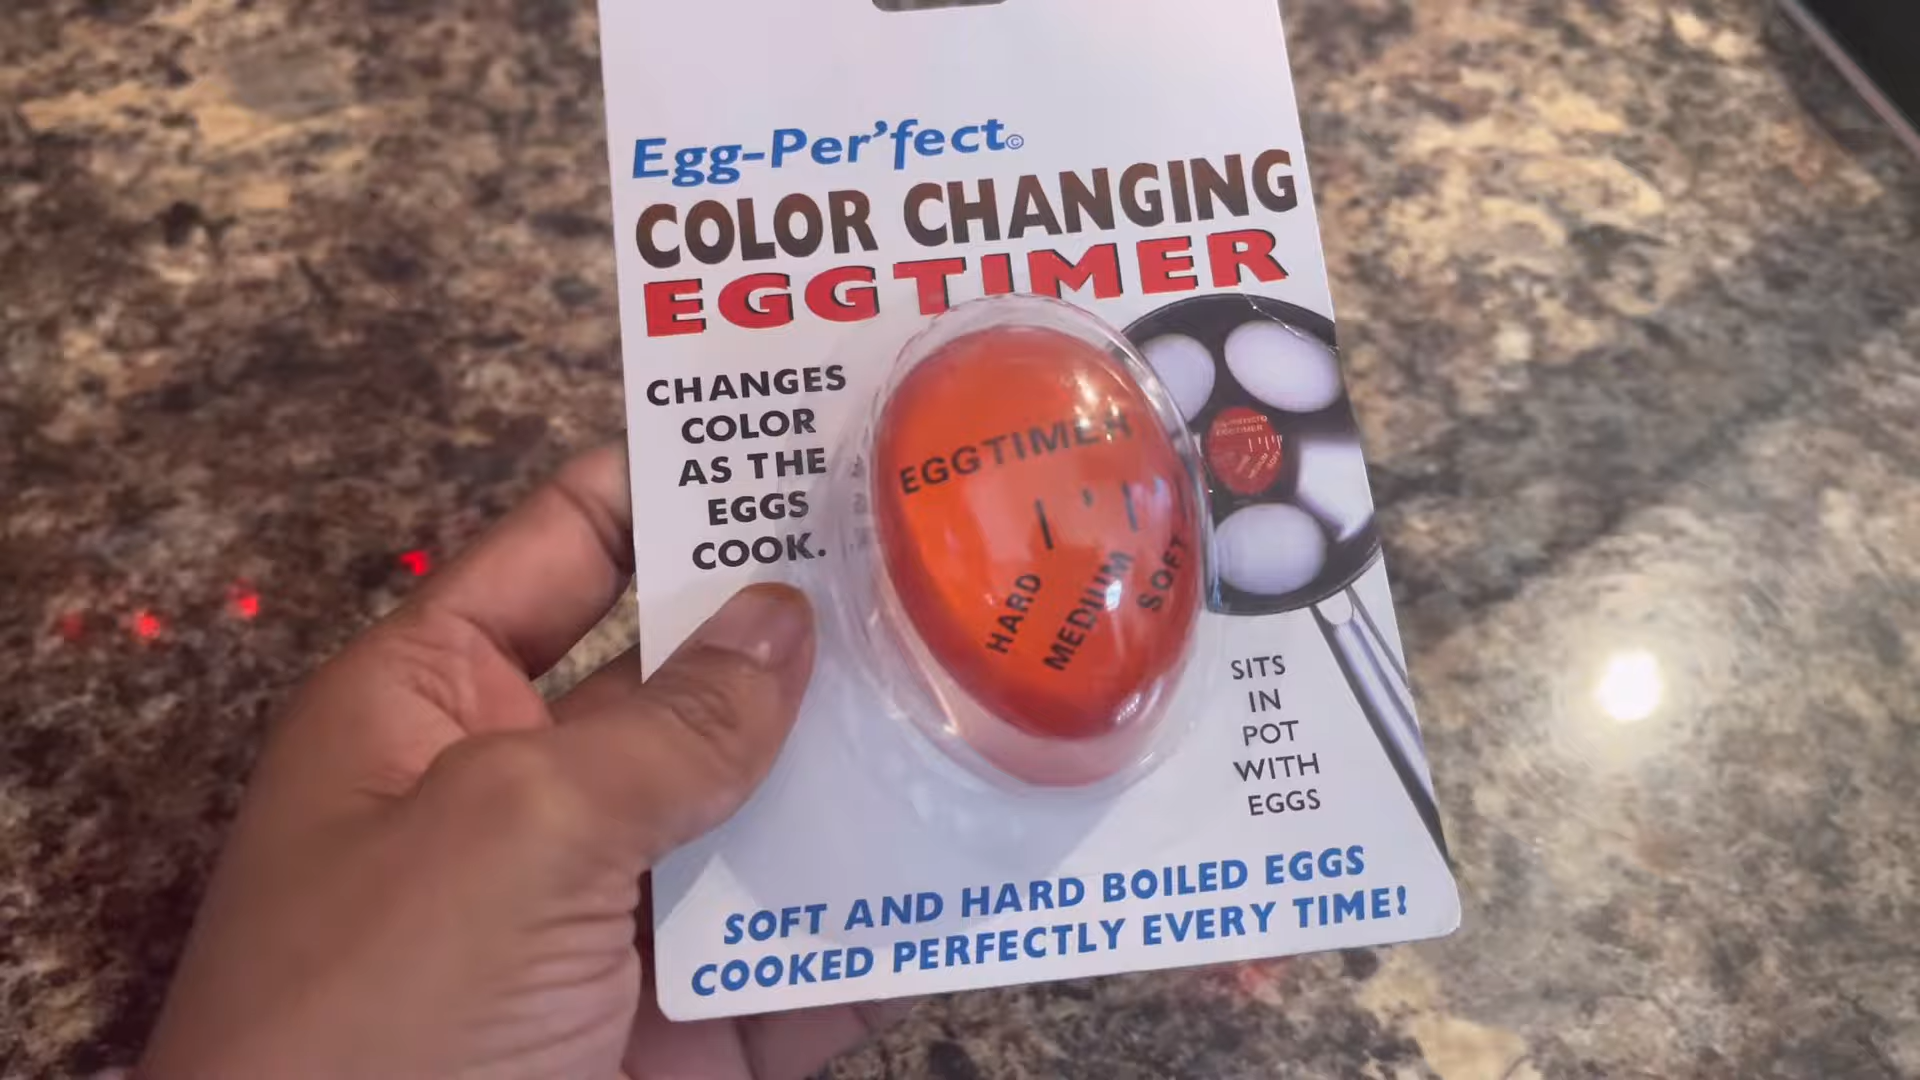 Egg-Per'fect©
COLOR CHANGING
EGGTIMER
CHANGES
COLOR
AS THE
EGGS
COOK.
EGGTIMER
HARD
MEDIUM
SOFT
EGGTIMER
SITS
IN
POT
WITH
EGGS
SOFT AND HARD BOILED EGGS
COOKED PERFECTLY EVERY TIME!